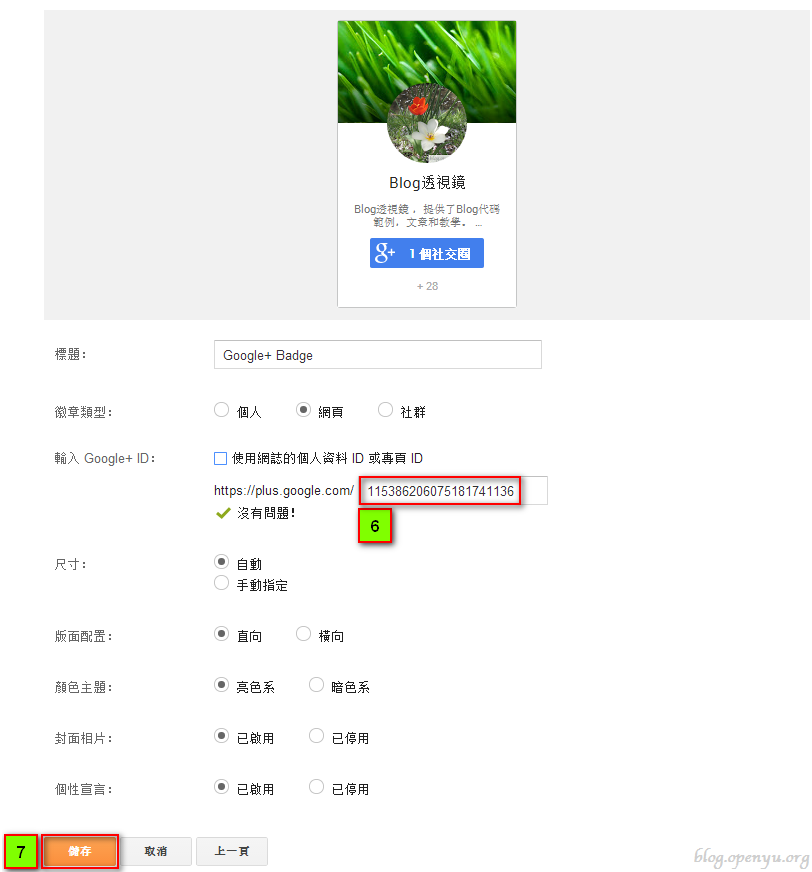 Blog透視鏡
Blog透視鏡，提供了Blog代碼
範例，文章和教學。 ...
g+ 1 個社交圈
+ 28
標題：
Google+ Badge
徽章類型：
個人 網頁 社群
輸入 Google+ ID：
使用網誌的個人資料 ID 或專頁 ID
https://plus.google.com/ 115386206075181741136
沒有問題！
6
尺寸：
自動
手動指定
版面配置：
直向 橫向
顏色主題：
亮色系 暗色系
封面相片：
已啟用 已停用
個性宣言：
已啟用 已停用
7 儲存 取消 上一頁
blog.openyu.org